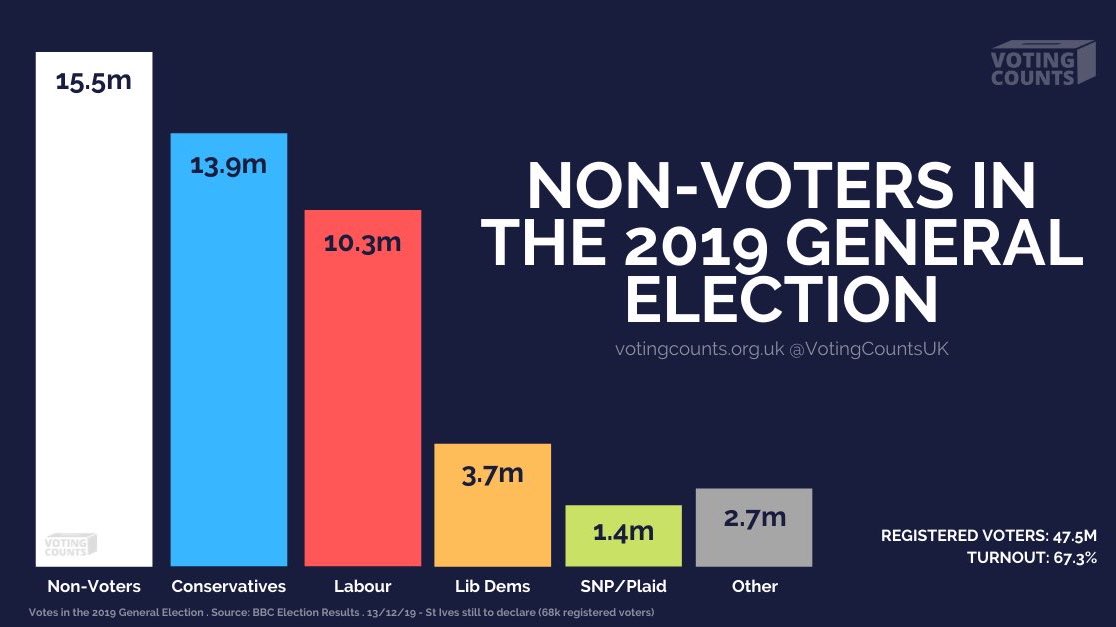 15.5m
13.9m
10.3m
3.7m
1.4m
2.7m
VOTING
COUNTS
NON-VOTERS IN
THE 2019 GENERAL
ELECTION
votingcounts.org.uk @VotingCountsUK
REGISTERED VOTERS: 47.5M
TURNOUT: 67.3%
VOTING
COUNTS
Non-Voters Conservatives Labour Lib Dems SNP/Plaid Other
Votes in the 2019 General Election . Source: BBC Election Results . 13/12/19 - St Ives still to declare (68k registered voters)